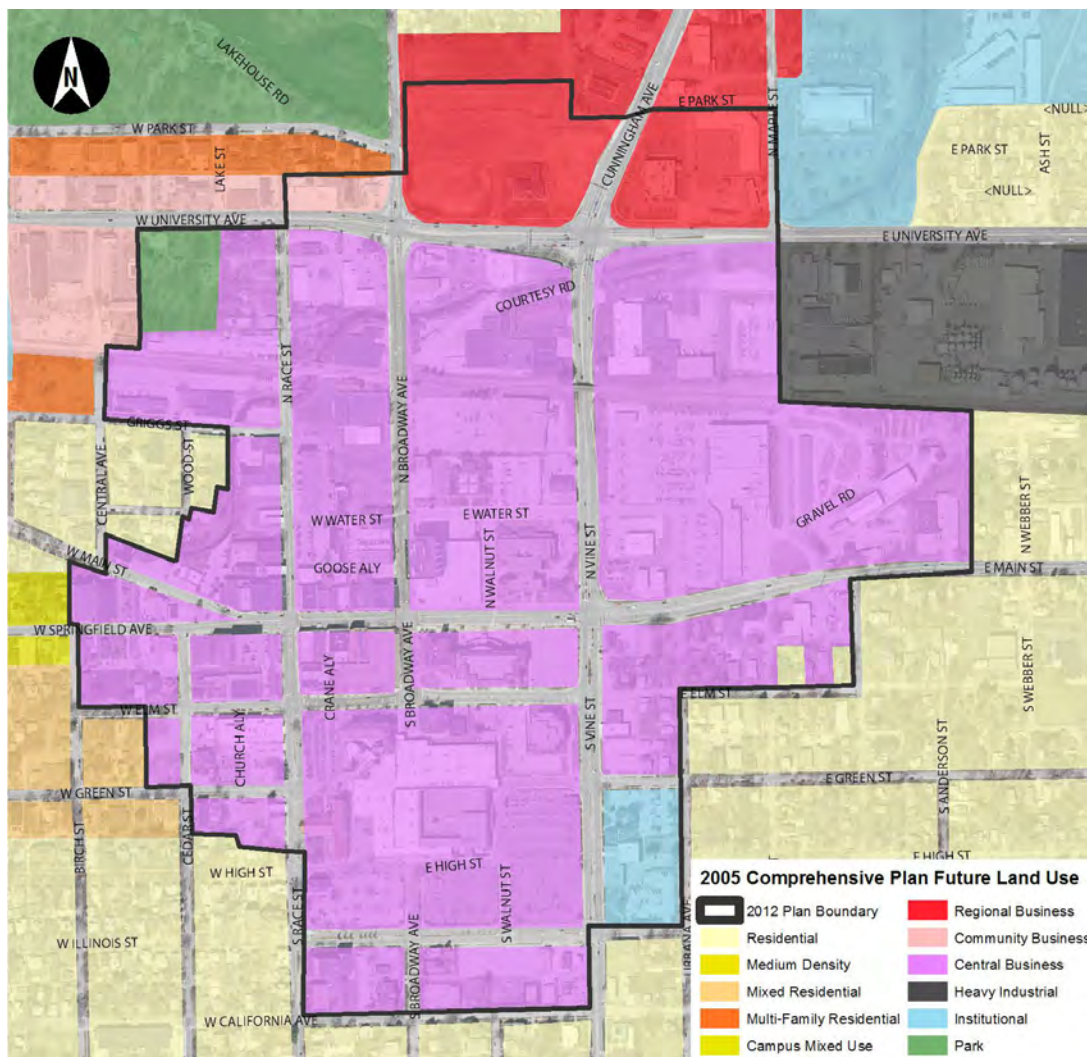 N
LAKEHOUSE RD
W PARK ST
LAKE ST
CUNNINGHAM AVE
E PARK ST
N MAPLE ST
<NULL>
E PARK ST
ASH ST
<NULL>
W UNIVERSITY AVE
E UNIVERSITY AVE
COURTESY RD
N RACE ST
N BROADWAY AVE
GRIGGS ST
CENTRAL AVE
WOOD ST
W WATER ST
E WATER ST
GRAVEL RD
N WEBBER ST
W MAIN ST
GOOSE ALY
N WALNUT ST
N VINE ST
E MAIN ST
W SPRINGFIELD AVE
CRANE ALY
S BROADWAY AVE
S WEBBER ST
W ELM ST
E ELM ST
CHURCH ALY
S VINE ST
S ANDERSON ST
W GREEN ST
E GREEN ST
BIRCH ST
CEDAR ST
W HIGH ST
E HIGH ST
E HIGH ST
S RACE ST
S WALNUT ST
W ILLINOIS ST
S BROADWAY AVE
URBANA AVE
W CALIFORNIA AVE
2005 Comprehensive Plan Future Land Use
2012 Plan Boundary
Residential
Medium Density
Mixed Residential
Multi-Family Residential
Campus Mixed Use
Regional Business
Community Business
Central Business
Heavy Industrial
Institutional
Park